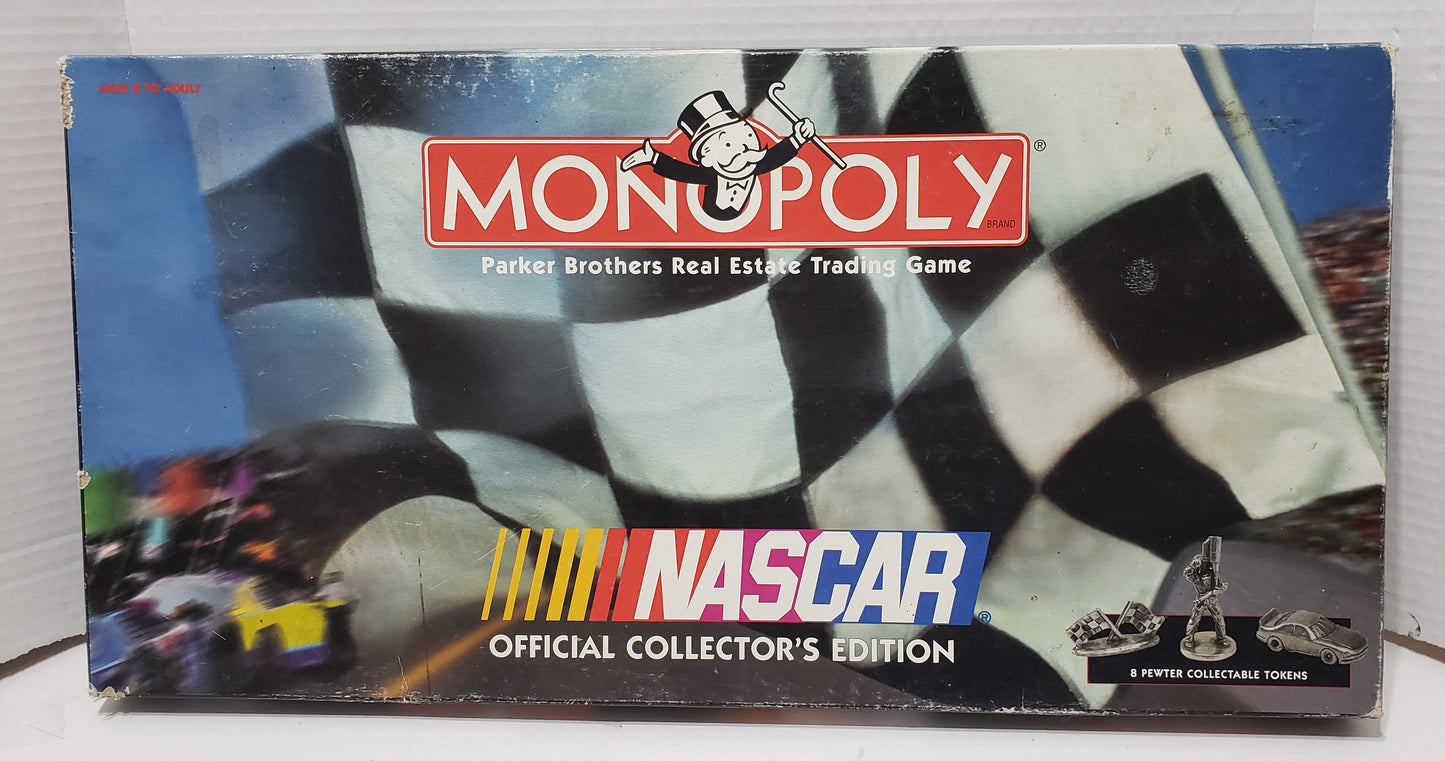 AGES 8 TO ADULT
MONOPOLY®
BRAND
Parker Brothers Real Estate Trading Game
NASCAR®
OFFICIAL COLLECTOR'S EDITION
8 PEWTER COLLECTABLE TOKENS